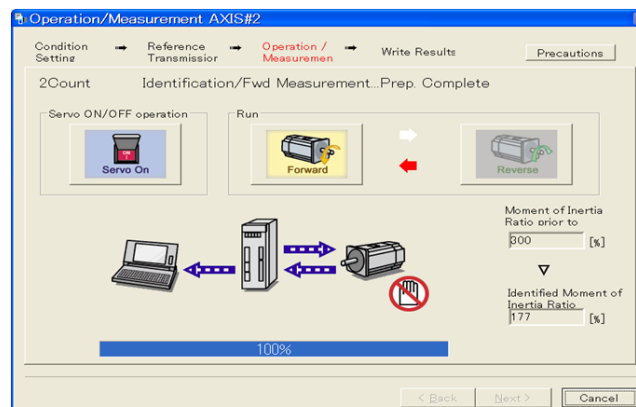 Operation/Measurement AXIS#2
Condition Setting
Reference Transmissior
Operation / Measuremen
Write Results
Precautions
2Count Identification/Fwd Measurement...Prep. Complete
Servo ON/OFF operation
Run
Servo On
Forward
Reverse
Moment of Inertia
Ratio prior to
300 [%]
Identified Moment of
Inertia Ratio
177 [%]
100%
< Back
Next >
Cancel